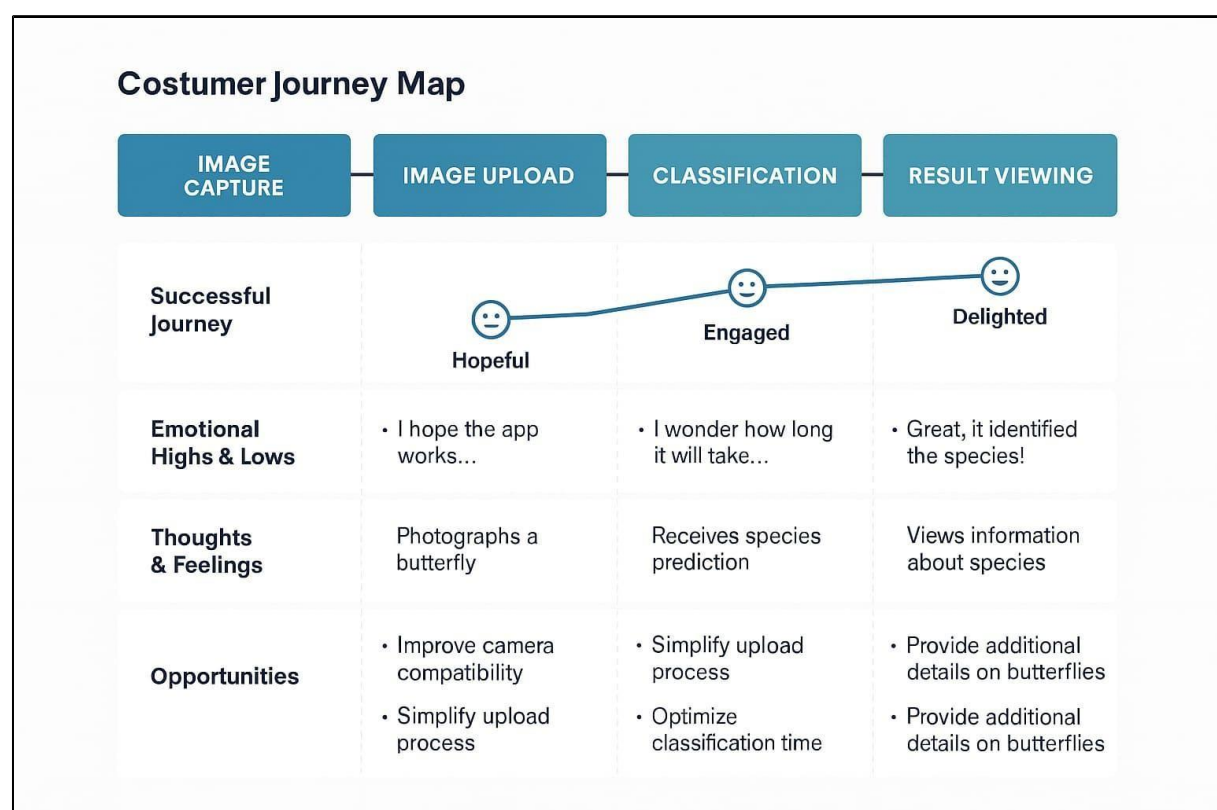 Costumer Journey Map
IMAGE
CAPTURE
IMAGE UPLOAD
CLASSIFICATION
RESULT VIEWING
Successful
Journey
Hopeful
Engaged
Delighted
Emotional
Highs & Lows
• I hope the app
works...
• I wonder how long
it will take...
• Great, it identified
the species!
Thoughts
& Feelings
Photographs a
butterfly
Receives species
prediction
Views information
about species
Opportunities
• Improve camera
compatibility
• Simplify upload
process
• Simplify upload
process
• Optimize
classification time
• Provide additional
details on butterflies
• Provide additional
details on butterflies